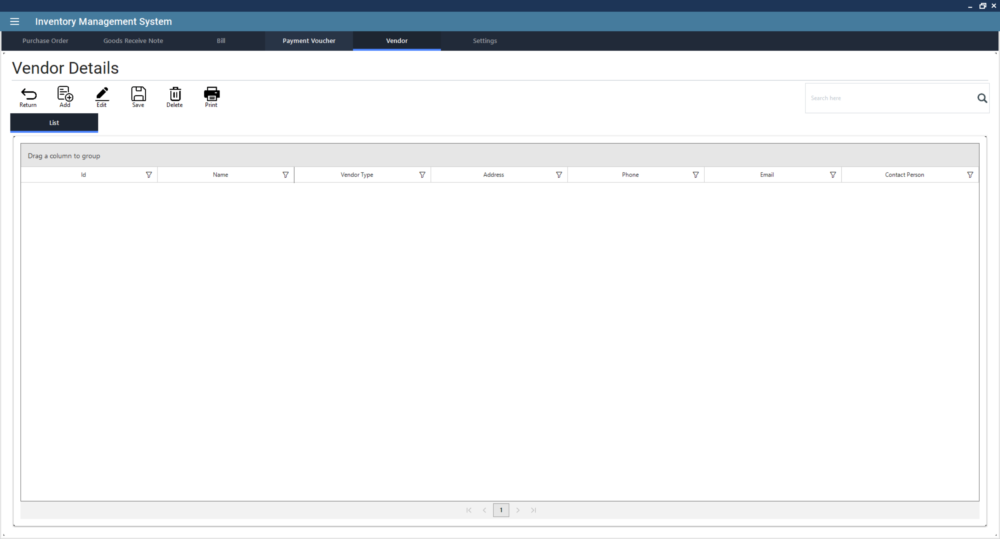 Inventory Management System
Purchase Order Goods Receive Note Bill Payment Voucher Vendor Settings
Vendor Details
Return Add Edit Save Delete Print
Search here
List
Drag a column to group
Id Name Vendor Type Address Phone Email Contact Person
1